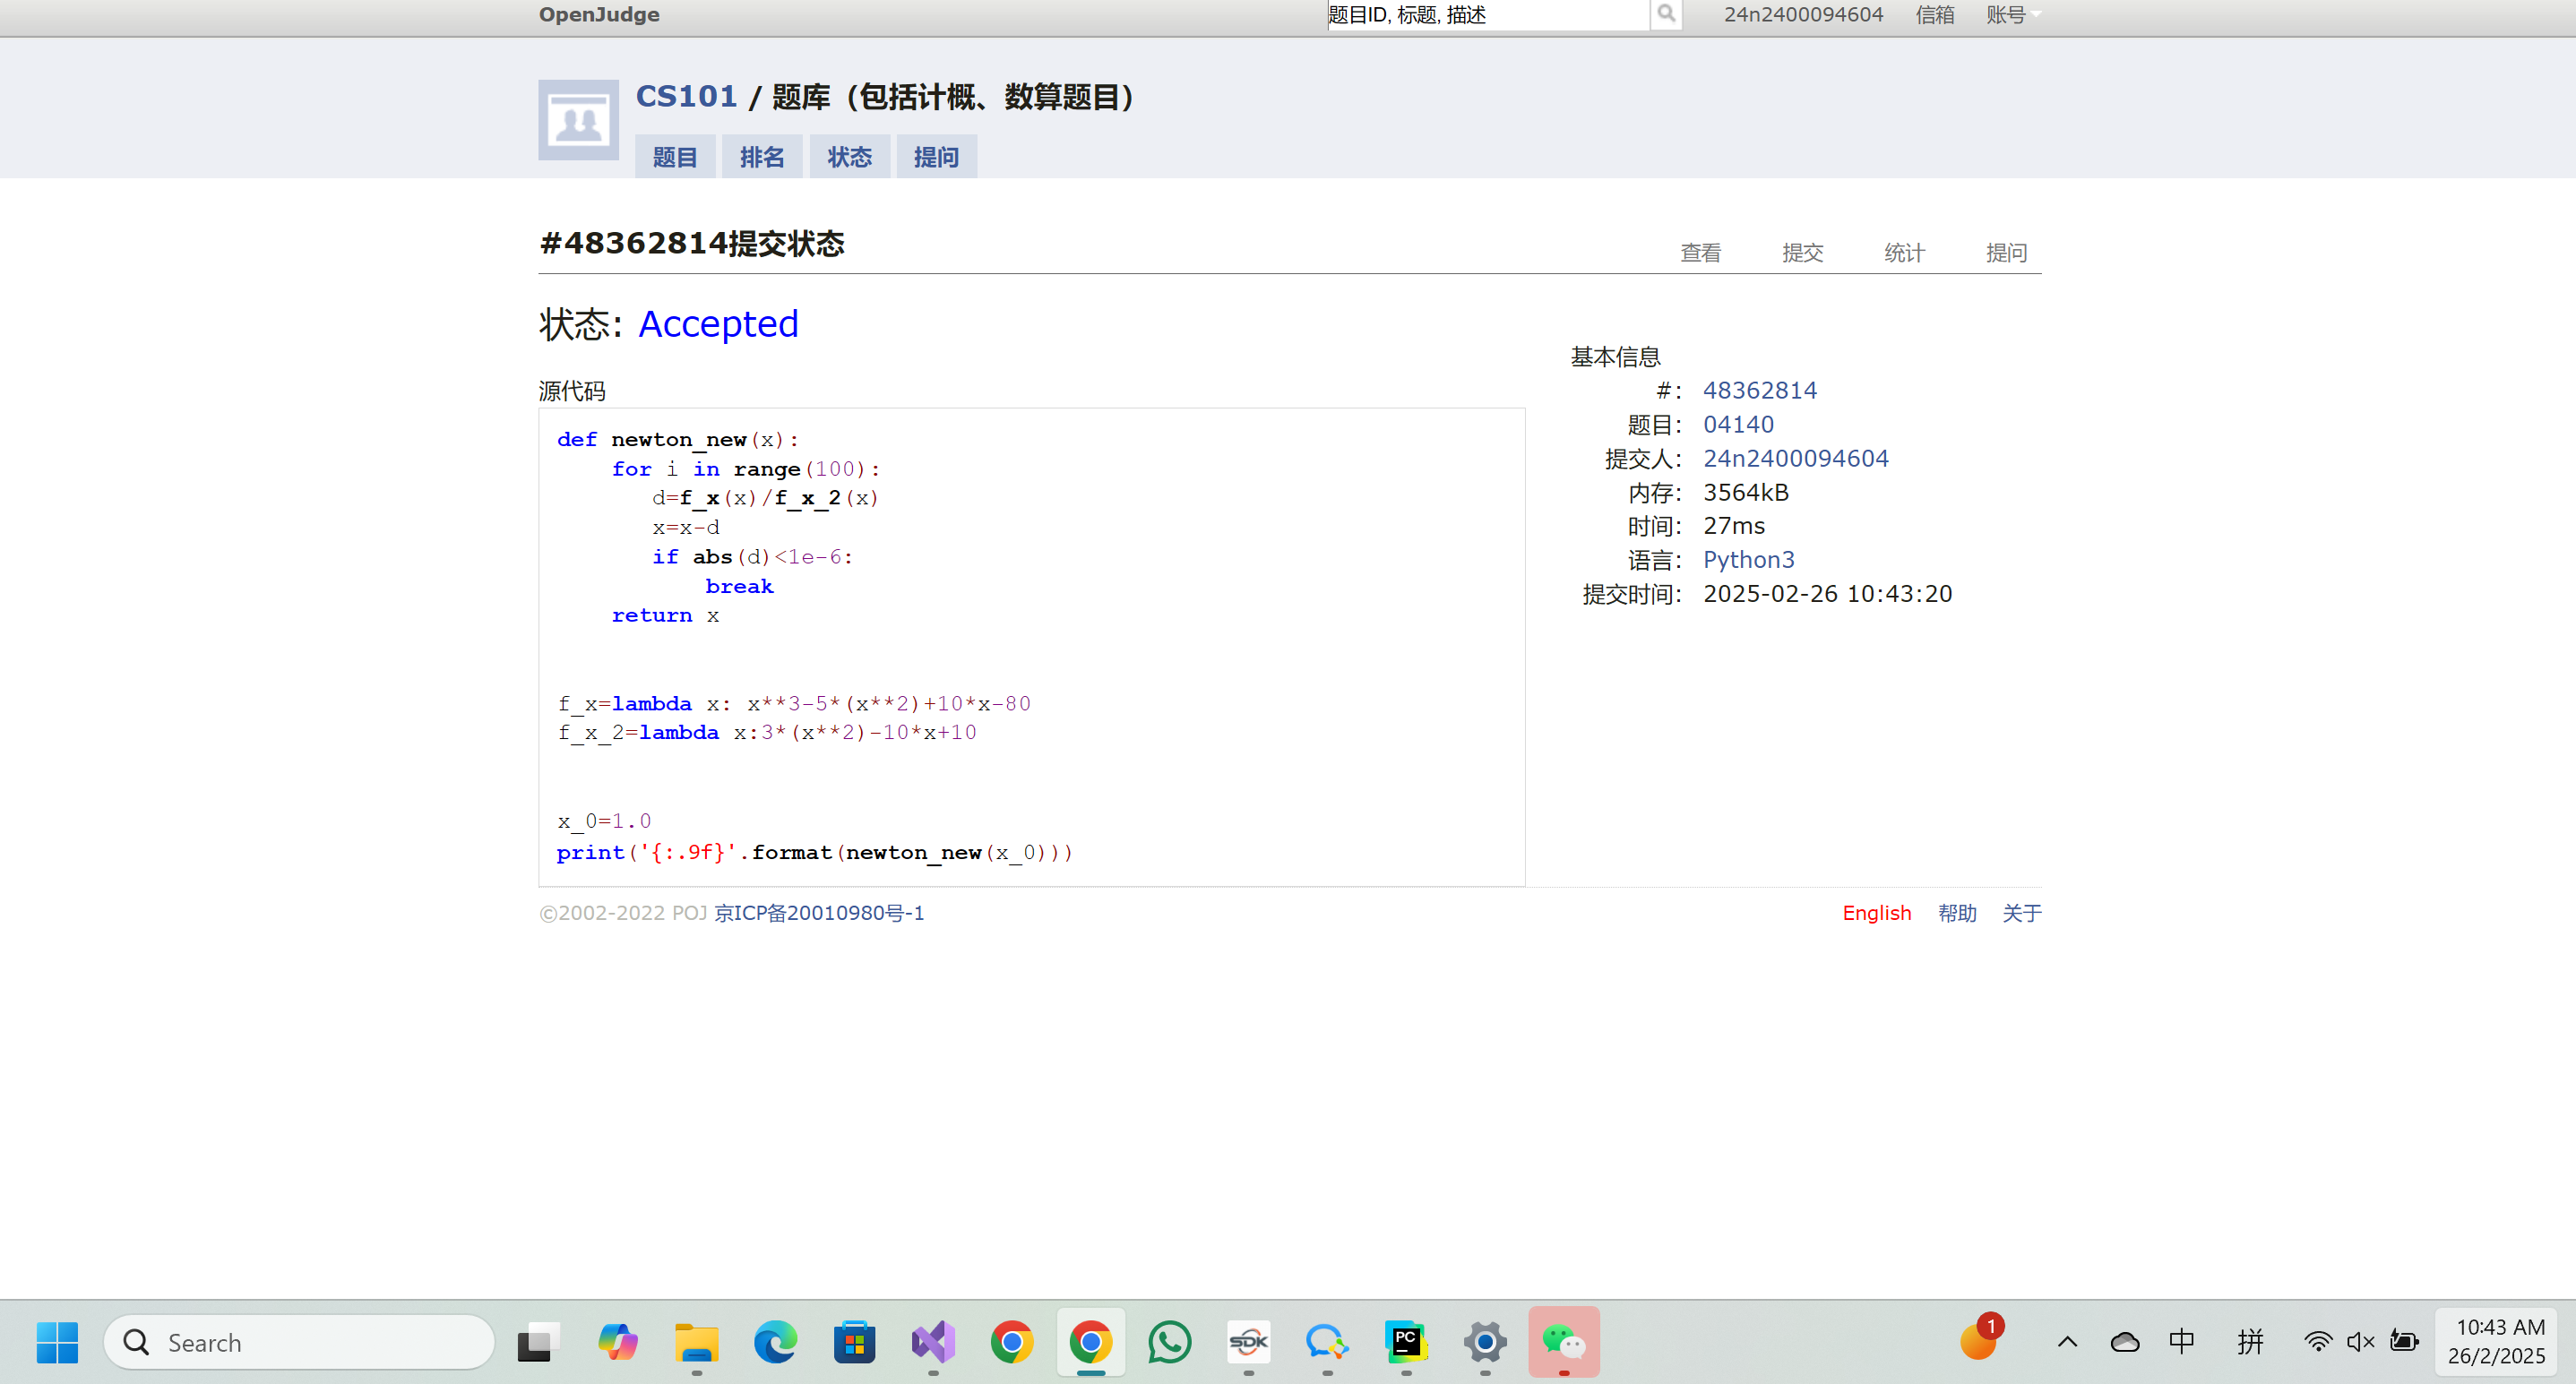 OpenJudge
题目ID, 标题, 描述
24n2400094604 信箱 账号
CS101 / 题库（包括计概、数算题目）
题目 排名 状态 提问
#48362814提交状态
查看 提交 统计 提问
状态: Accepted
源代码
def newton_new(x):
    for i in range(100):
       d=f_x(x)/f_x_2(x)
       x=x-d
       if abs(d)<1e-6:
           break
    return x
f_x=lambda x: x**3-5*(x**2)+10*x-80
f_x_2=lambda x:3*(x**2)-10*x+10
x_0=1.0
print('{:.9f}'.format(newton_new(x_0)))
基本信息
#: 48362814
题目: 04140
提交人: 24n2400094604
内存: 3564kB
时间: 27ms
语言: Python3
提交时间: 2025-02-26 10:43:20
©2002-2022 POJ 京ICP备20010980号-1
English 帮助 关于
Search
SDK
PC
1
中
拼
10:43 AM
26/2/2025